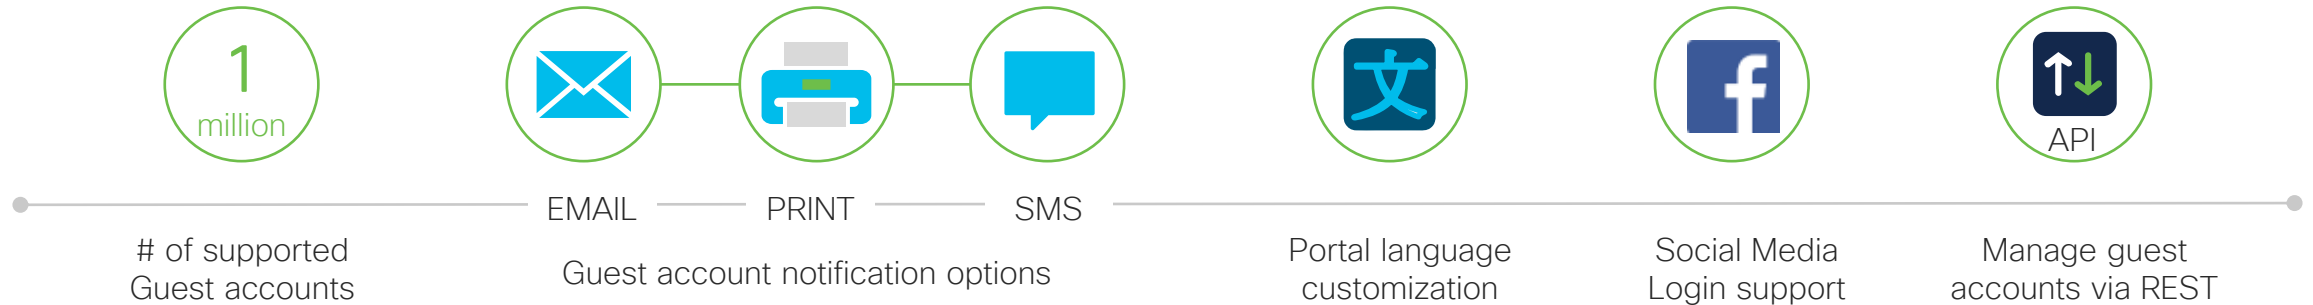 1
million
文
f
API
EMAIL PRINT SMS
# of supported
Guest accounts
Guest account notification options
Portal language
customization
Social Media
Login support
Manage guest
accounts via REST